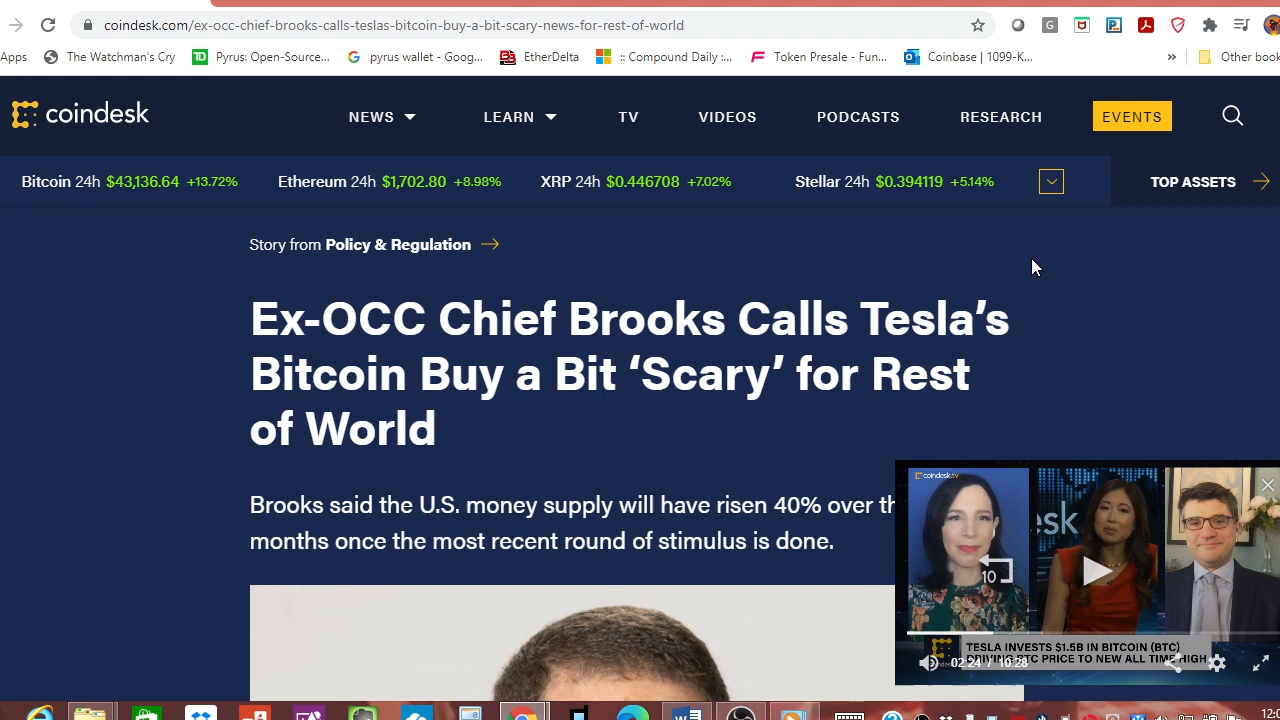 coindesk.com/ex-occ-chief-brooks-calls-teslas-bitcoin-buy-a-bit-scary-news-for-rest-of-world
Apps The Watchman's Cry Pyrus Open-Source... pyrus wallet - Goog... EtherDelta :: Compound Daily :... Token Presale - Fun... Coinbase | 1099-K... » Other book
coindesk NEWS LEARN TV VIDEOS PODCASTS RESEARCH EVENTS
Bitcoin 24h $43,136.64 +13.72% Ethereum 24h $1,702.80 +8.98% XRP 24h $0.446708 +7.02% Stellar 24h $0.394119 +5.14% TOP ASSETS
Story from Policy & Regulation
Ex-OCC Chief Brooks Calls Tesla’s
Bitcoin Buy a Bit ‘Scary’ for Rest
of World
Brooks said the U.S. money supply will have risen 40% over
months once the most recent round of stimulus is done.
coindesk.tv
esk
10
TESLA INVESTS $1.5B IN BITCOIN (BTC)
DRIVING BTC PRICE TO NEW ALL TIME HIGH
02:24 / 10:28